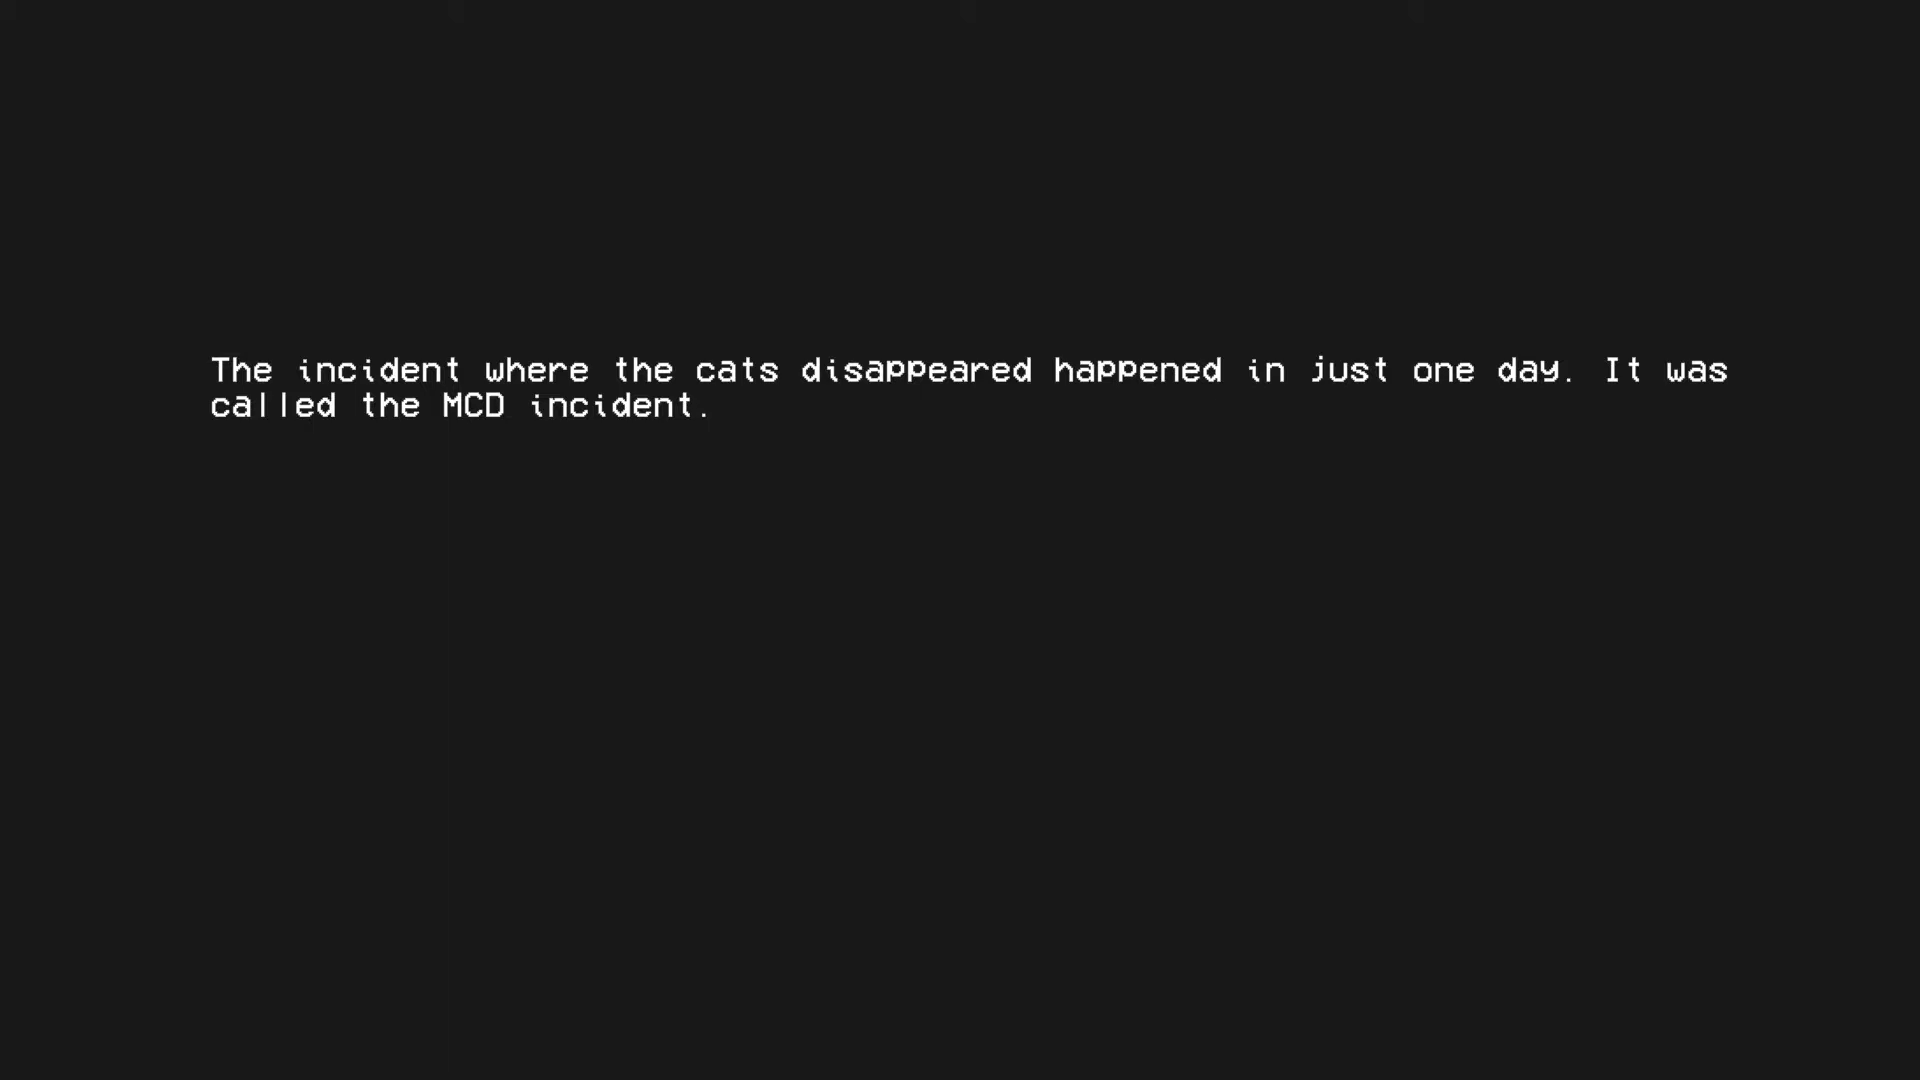 The incident where the cats disappeared happened in just one day. It was
called the MCD incident.